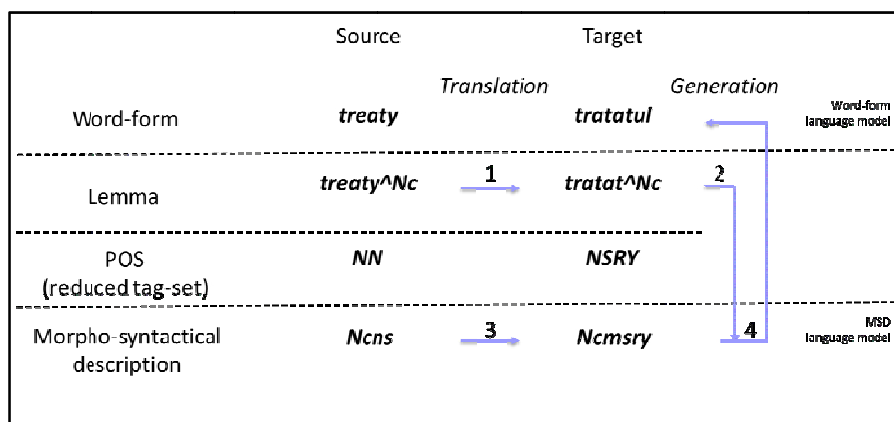 Source Target
Translation Generation
Word-form treaty tratatul Word-form
language model
Lemma treaty^Nc 1 tratat^Nc 2
POS
(reduced tag-set) NN NSRY
Morpho-syntactical
description Ncns 3 Ncmsry 4 MSD
language model